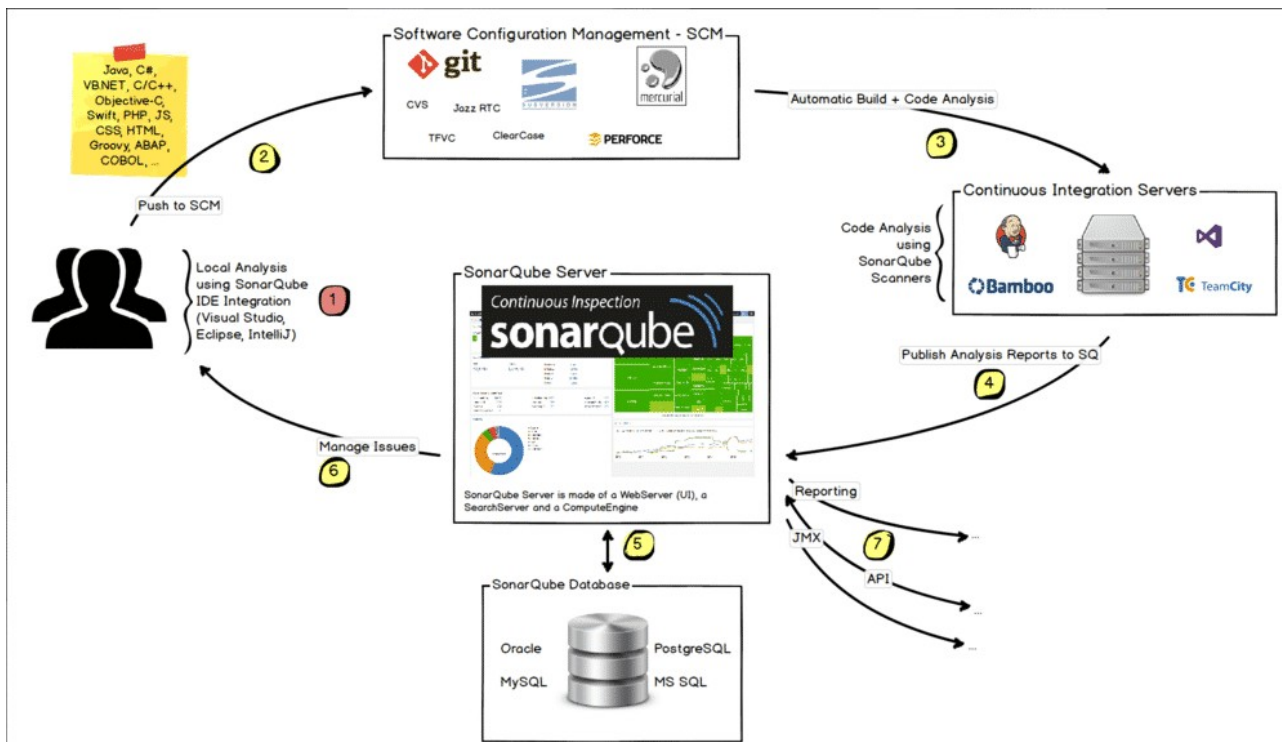 Software Configuration Management - SCM
git
SUBVERSION
mercurial
CVS
Jazz RTC
TFVC
ClearCase
PERFORCE
Java, C#,
VB.NET, C/C++,
Objective-C,
Swift, PHP, JS,
CSS, HTML,
Groovy, ABAP,
COBOL, ...
2
Push to SCM
Automatic Build + Code Analysis
3
Continuous Integration Servers
Code Analysis
using
SonarQube
Scanners
Bamboo
TC TeamCity
Local Analysis
using SonarQube
IDE Integration
(Visual Studio,
Eclipse, IntelliJ)
1
SonarQube Server
Continuous Inspection
sonarqube
SonarQube Server is made of a WebServer (UI), a
SearchServer and a ComputeEngine
Publish Analysis Reports to SQ
4
Manage Issues
6
Reporting
...
JMX
7
API
...
...
5
SonarQube Database
Oracle
PostgreSQL
MySQL
MS SQL